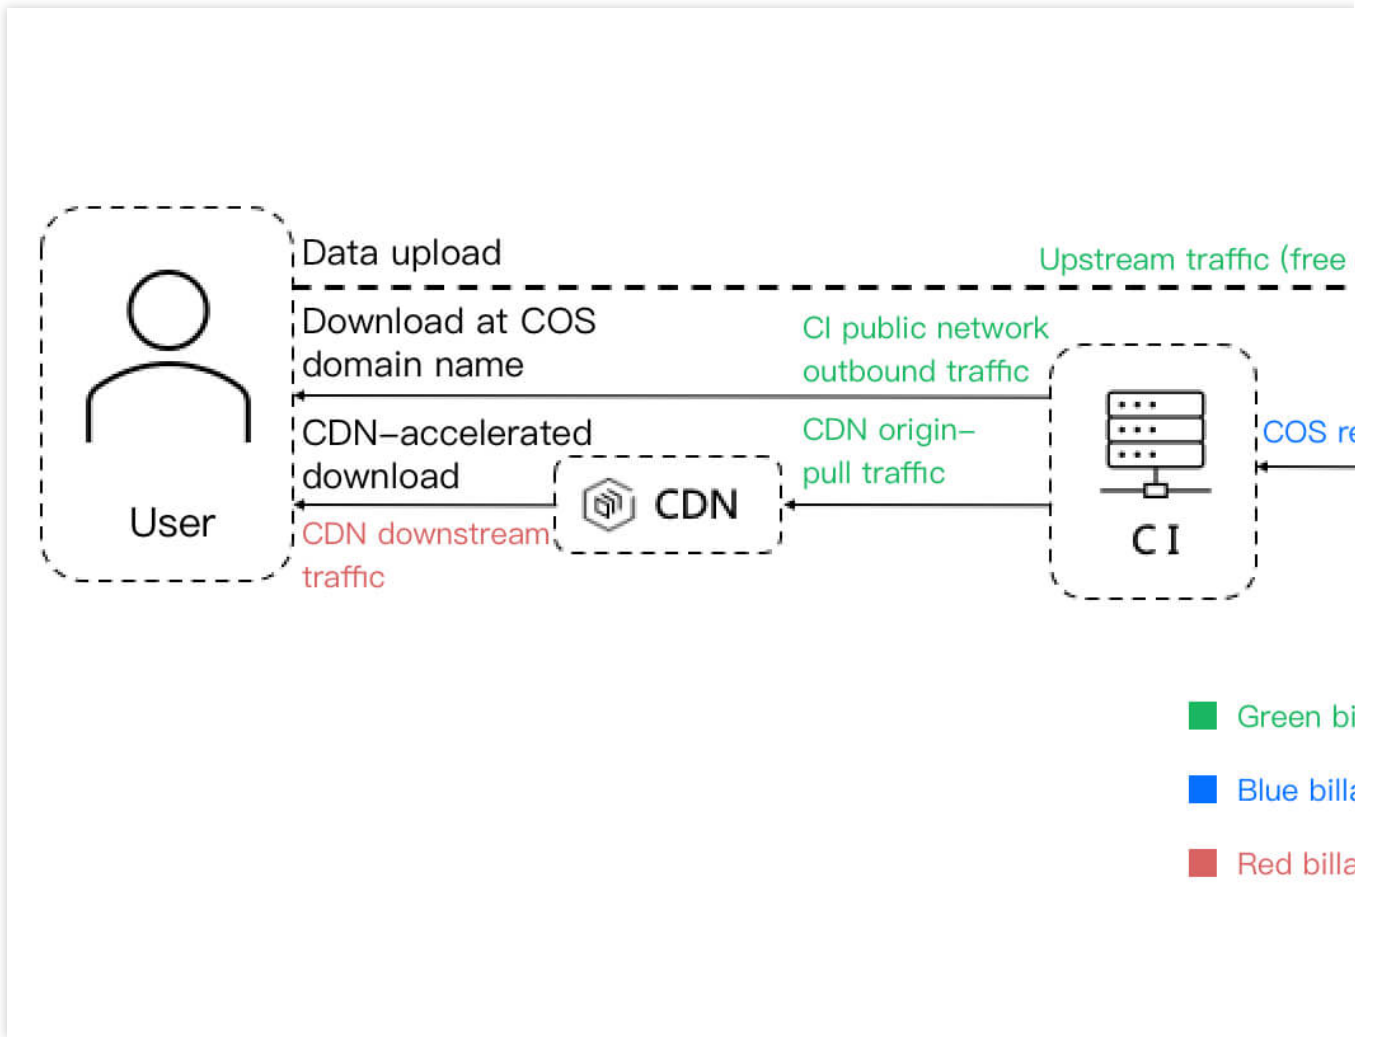 Data upload
Upstream traffic (free
Download at COS
domain name
CI public network
outbound traffic
CDN-accelerated
download
CDN origin-
pull traffic
COS
CDN
User
CDN downstream
traffic
CI
Green
Blue
Red